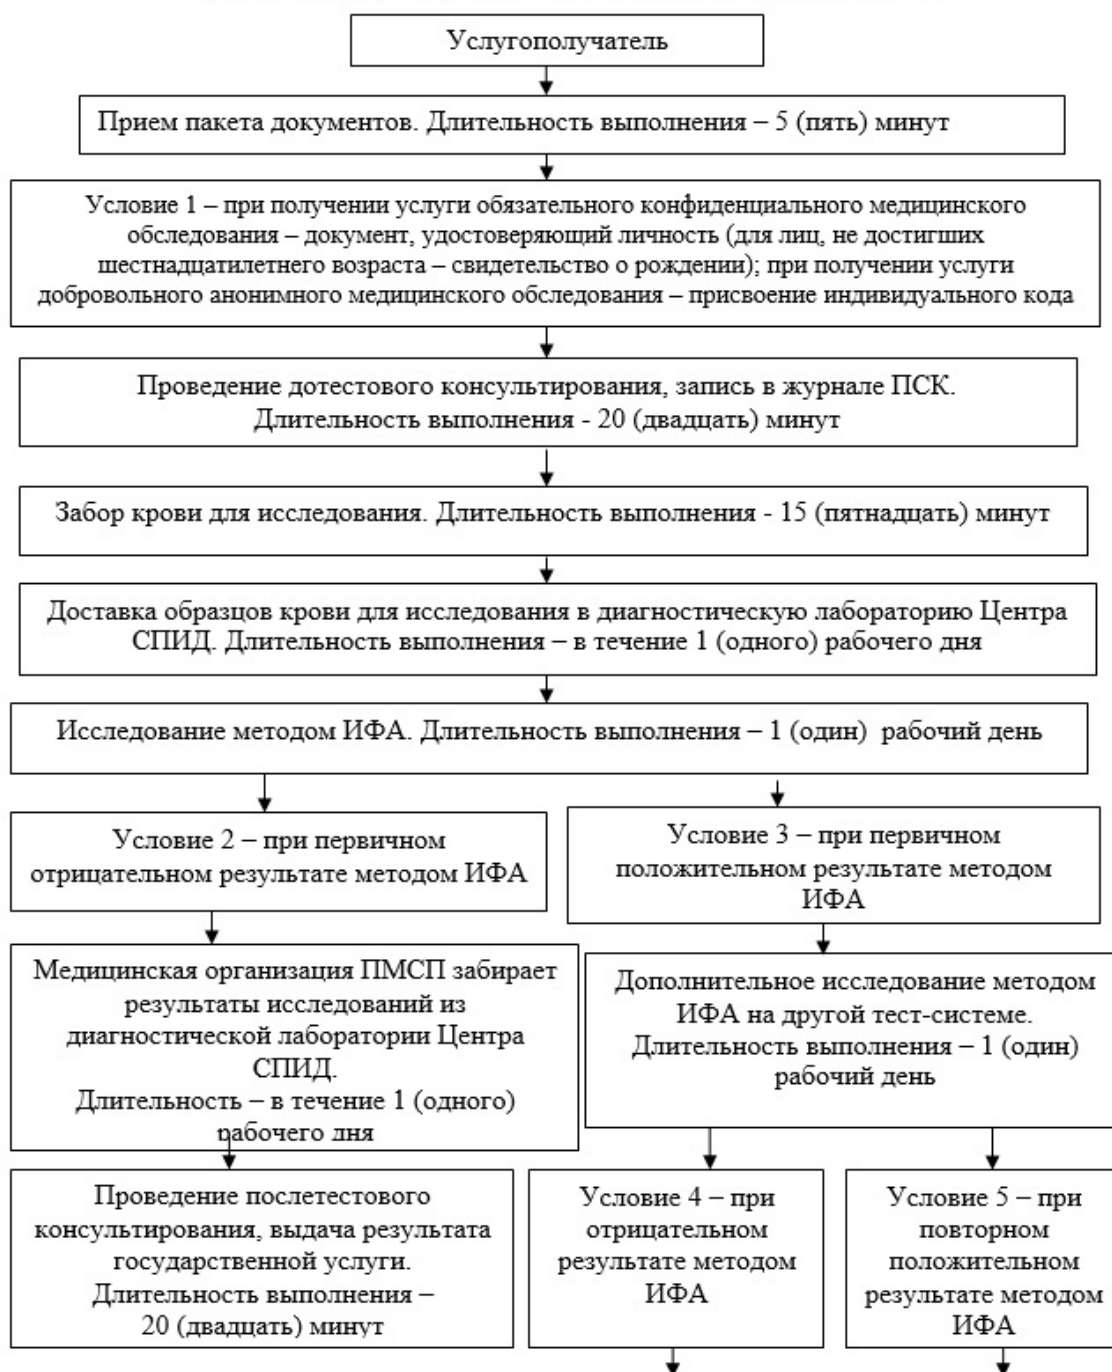 Услугополучатель
Прием пакета документов. Длительность выполнения – 5 (пять) минут
Условие 1 – при получении услуги обязательного конфиденциального медицинского
обследования – документ, удостоверяющий личность (для лиц, не достигших
шестнадцатилетнего возраста – свидетельство о рождении); при получении услуги
добровольного анонимного медицинского обследования – присвоение индивидуального кода
Проведение дотестового консультирования, запись в журнале ПСК.
Длительность выполнения - 20 (двадцать) минут
Забор крови для исследования. Длительность выполнения - 15 (пятнадцать) минут
Доставка образцов крови для исследования в диагностическую лабораторию Центра
СПИД. Длительность выполнения – в течение 1 (одного) рабочего дня
Исследование методом ИФА. Длительность выполнения – 1 (один) рабочий день
Условие 2 – при первичном
отрицательном результате методом ИФА
Условие 3 – при первичном
положительном результате методом
ИФА
Медицинская организация ПМСП забирает
результаты исследований из
диагностической лаборатории Центра
СПИД.
Длительность – в течение 1 (одного)
рабочего дня
Дополнительное исследование методом
ИФА на другой тест-системе.
Длительность выполнения – 1 (один)
рабочий день
Проведение послетестового
консультирования, выдача результата
государственной услуги.
Длительность выполнения –
20 (двадцать) минут
Условие 4 – при
отрицательном
результате методом
ИФА
Условие 5 – при
повторном
положительном
результате методом
ИФА